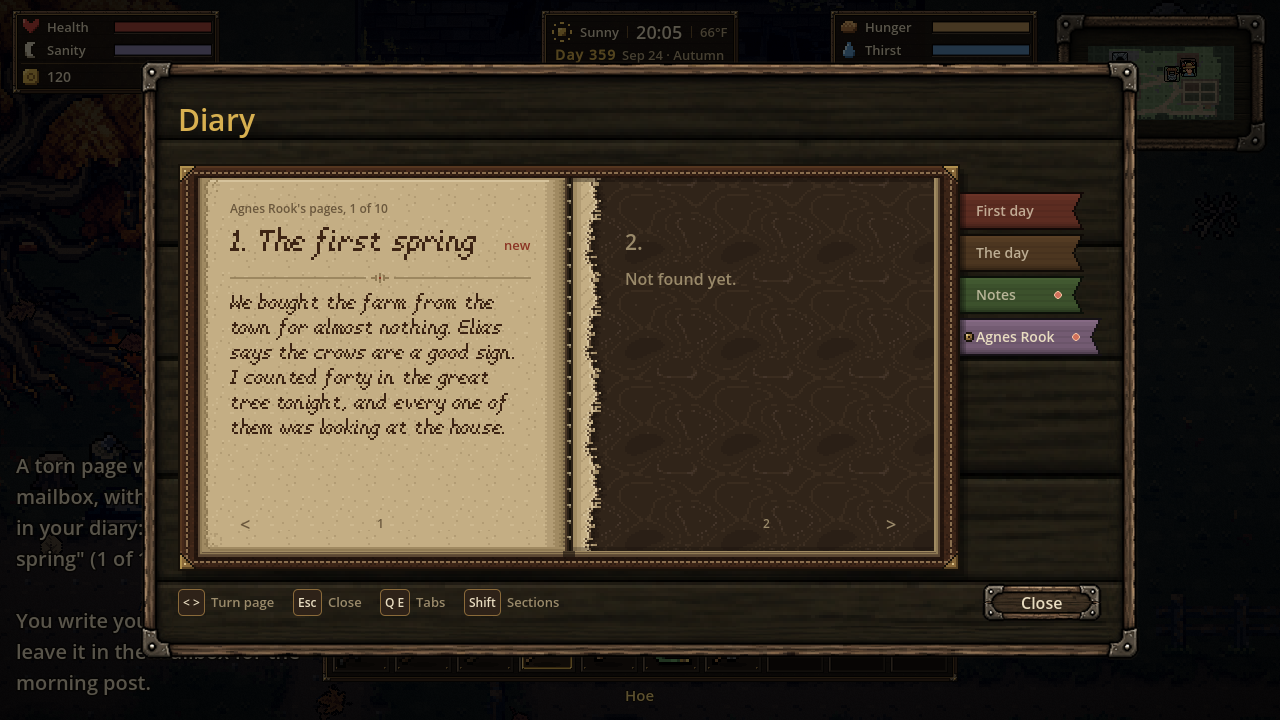 Health
Sanity
120
Sunny 20:05 66°F
Day 359 Sep 24 · Autumn
Hunger
Thirst
Diary
Agnes Rook's pages, 1 of 10
1. The first spring new
We bought the farm from the
town for almost nothing. Elias
says the crows are a good sign.
I counted forty in the great
tree tonight, and every one of
them was looking at the house.
< 1
2.
Not found yet.
2 >
First day
The day
Notes
Agnes Rook
A torn page
mailbox, with
in your diary:
spring" (1 of
You write you
leave it in the mailbox for the
morning post.
< > Turn page Esc Close Q E Tabs Shift Sections
Close
Hoe